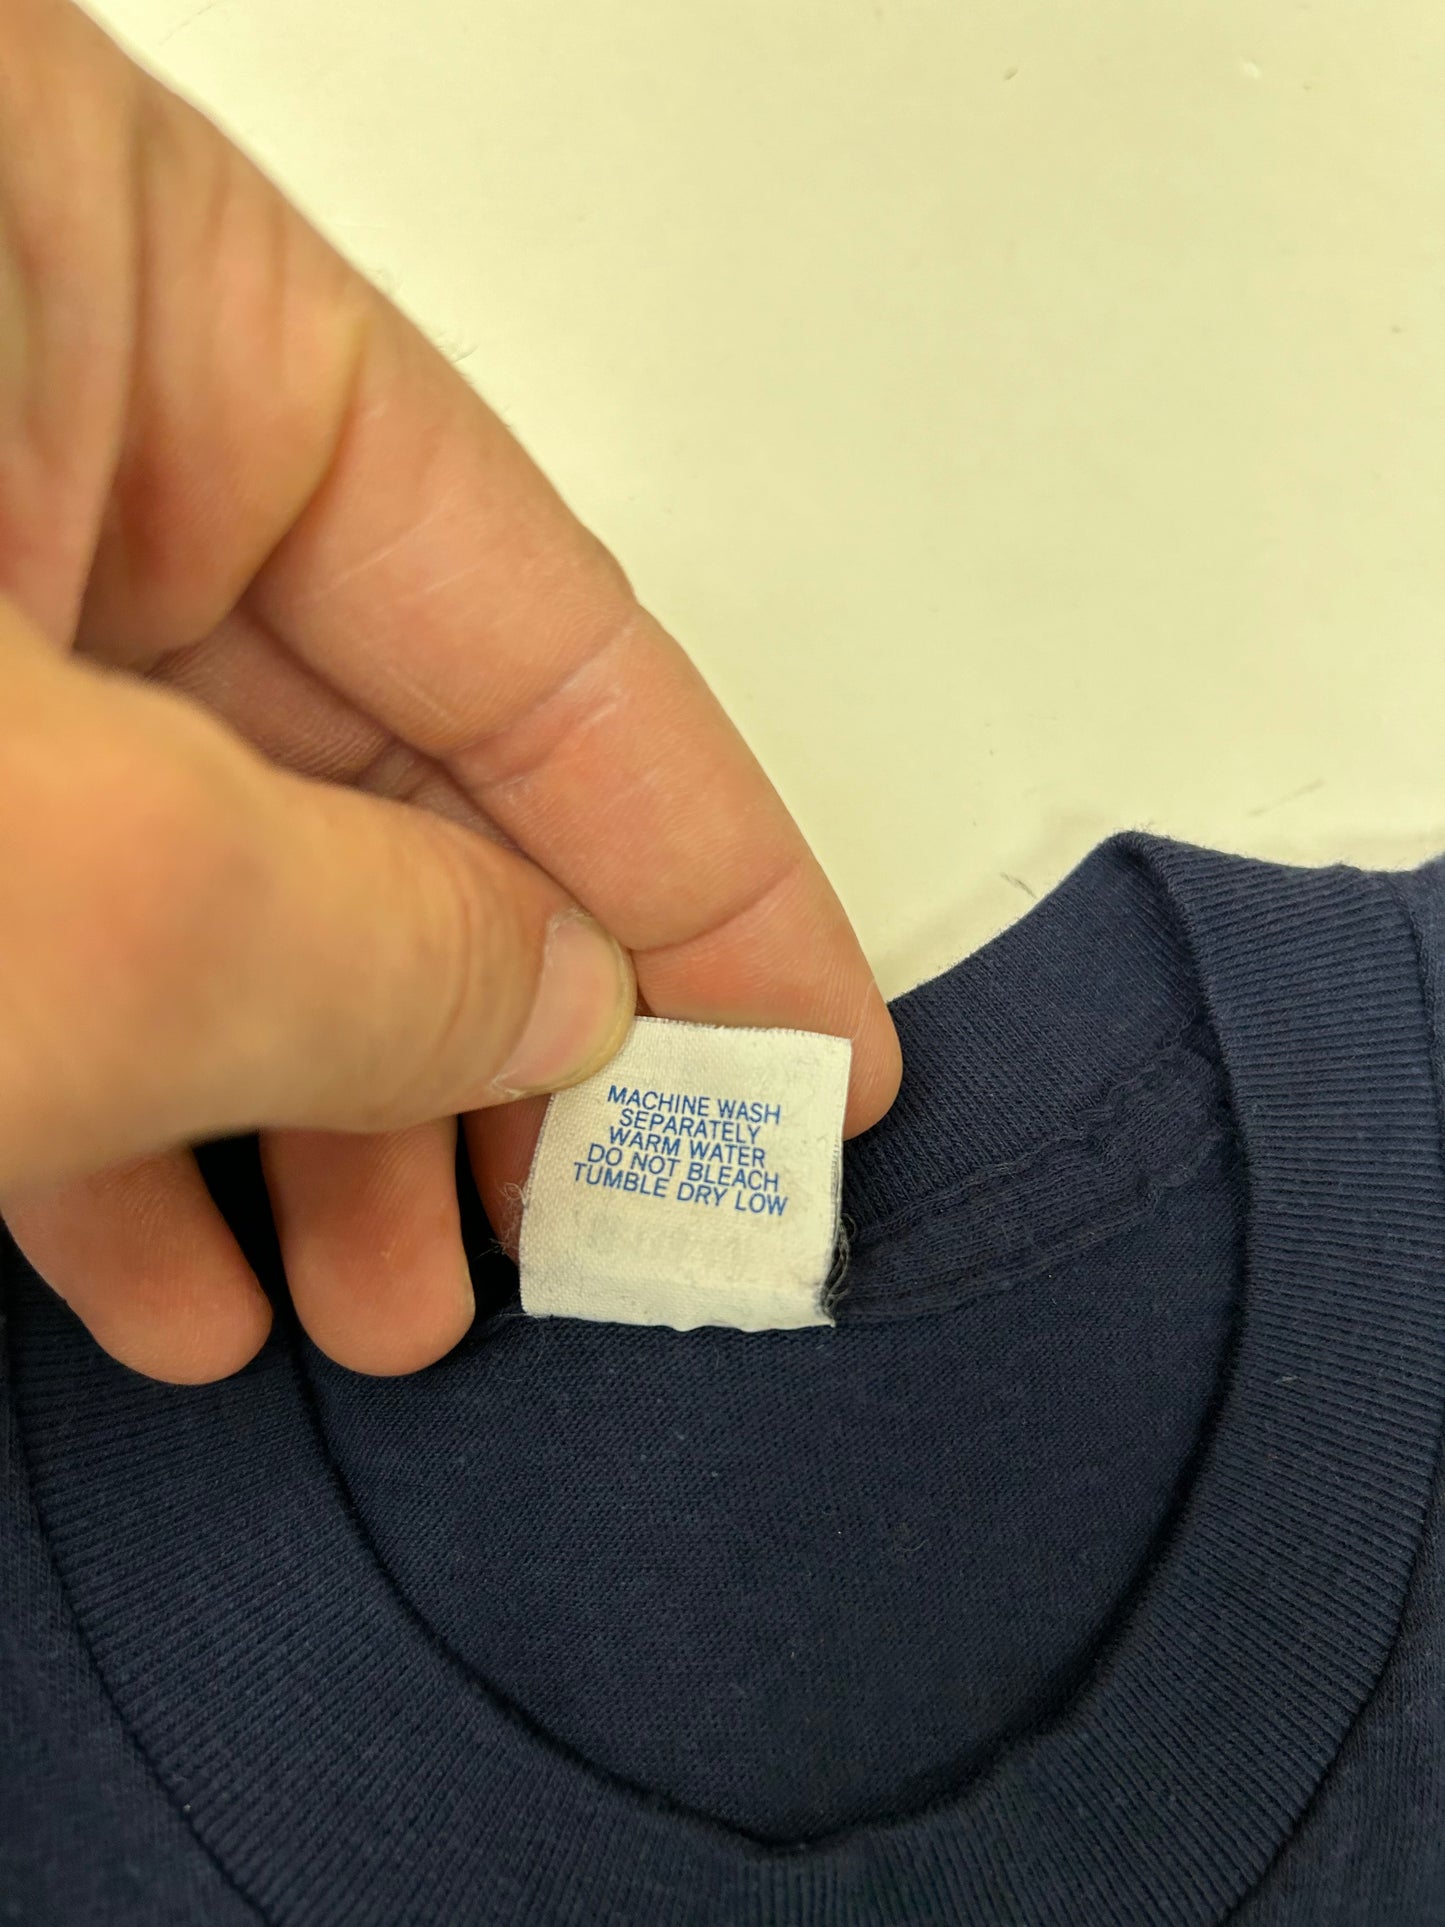 MACHINE WASH
SEPARATELY
WARM WATER
DO NOT BLEACH
TUMBLE DRY LOW